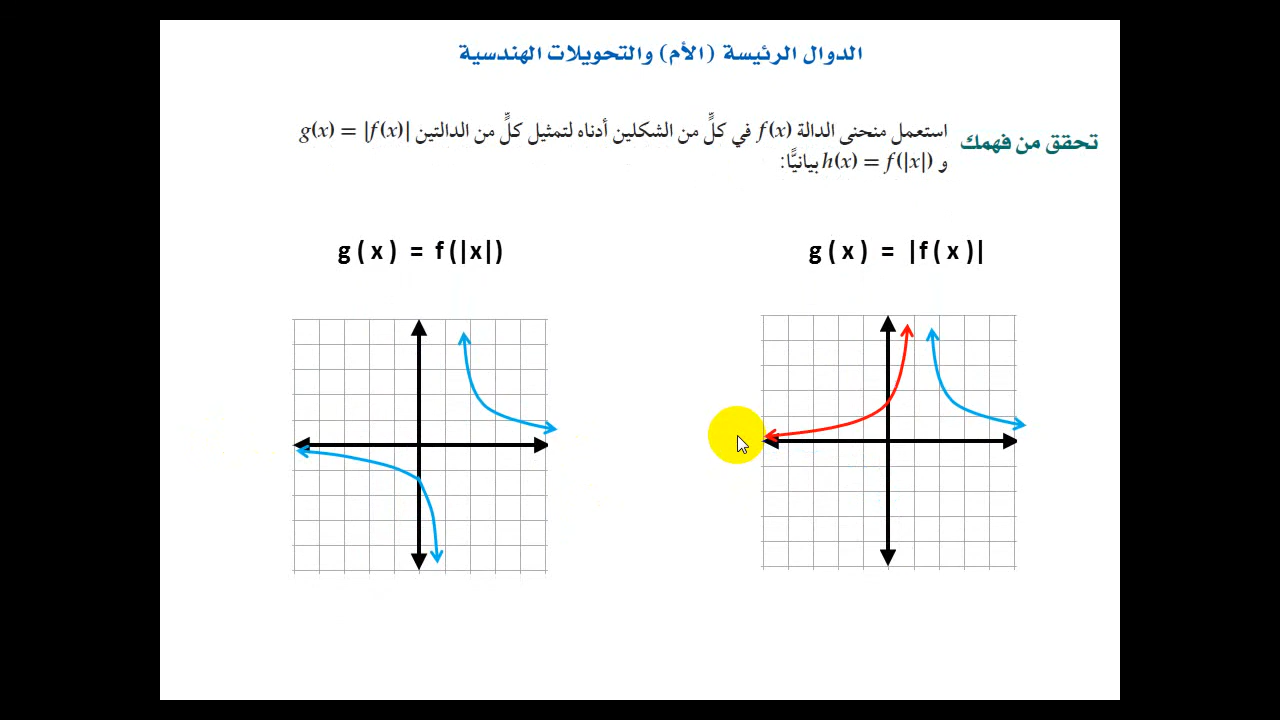 الدوال الرئيسة (الأم) والتحويلات الهندسية
تحقق من فهمك
استعمل منحنى الدالة f(x) في كلٍّ من الشكلين أدناه لتمثيل كلٍّ من الدالتين g(x) = |f(x)|
و h(x) = f(|x|) بيانيًّا:
g ( x ) = |f ( x )|
g ( x ) = f (|x|)